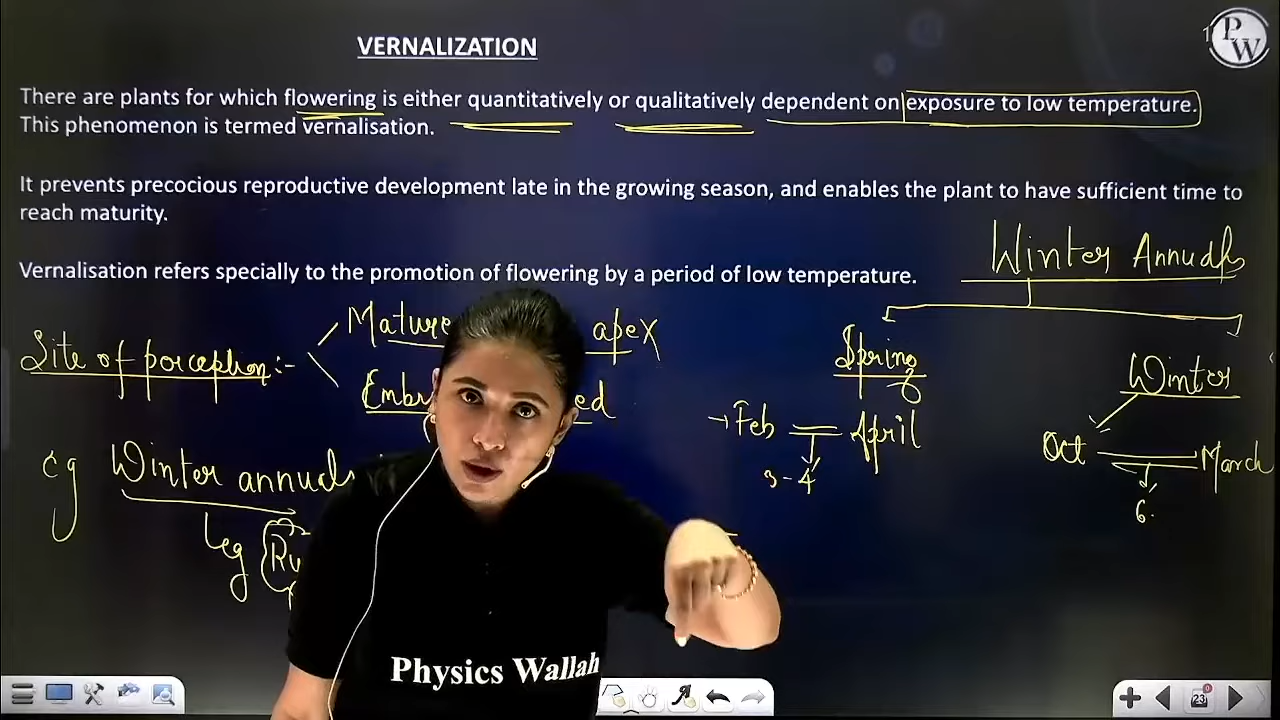 VERNALIZATION
P
W
There are plants for which flowering is either quantitatively or qualitatively dependent on exposure to low temperature.
This phenomenon is termed vernalisation.
It prevents precocious reproductive development late in the growing season, and enables the plant to have sufficient time to
reach maturity.
Vernalisation refers specially to the promotion of flowering by a period of low temperature.
Winter Annuals
Mature apex
Site of porception:-
Spring
Winter
Feb April
3-4
Oct March
6.
eg Winter annuals
Physics Wallah
23